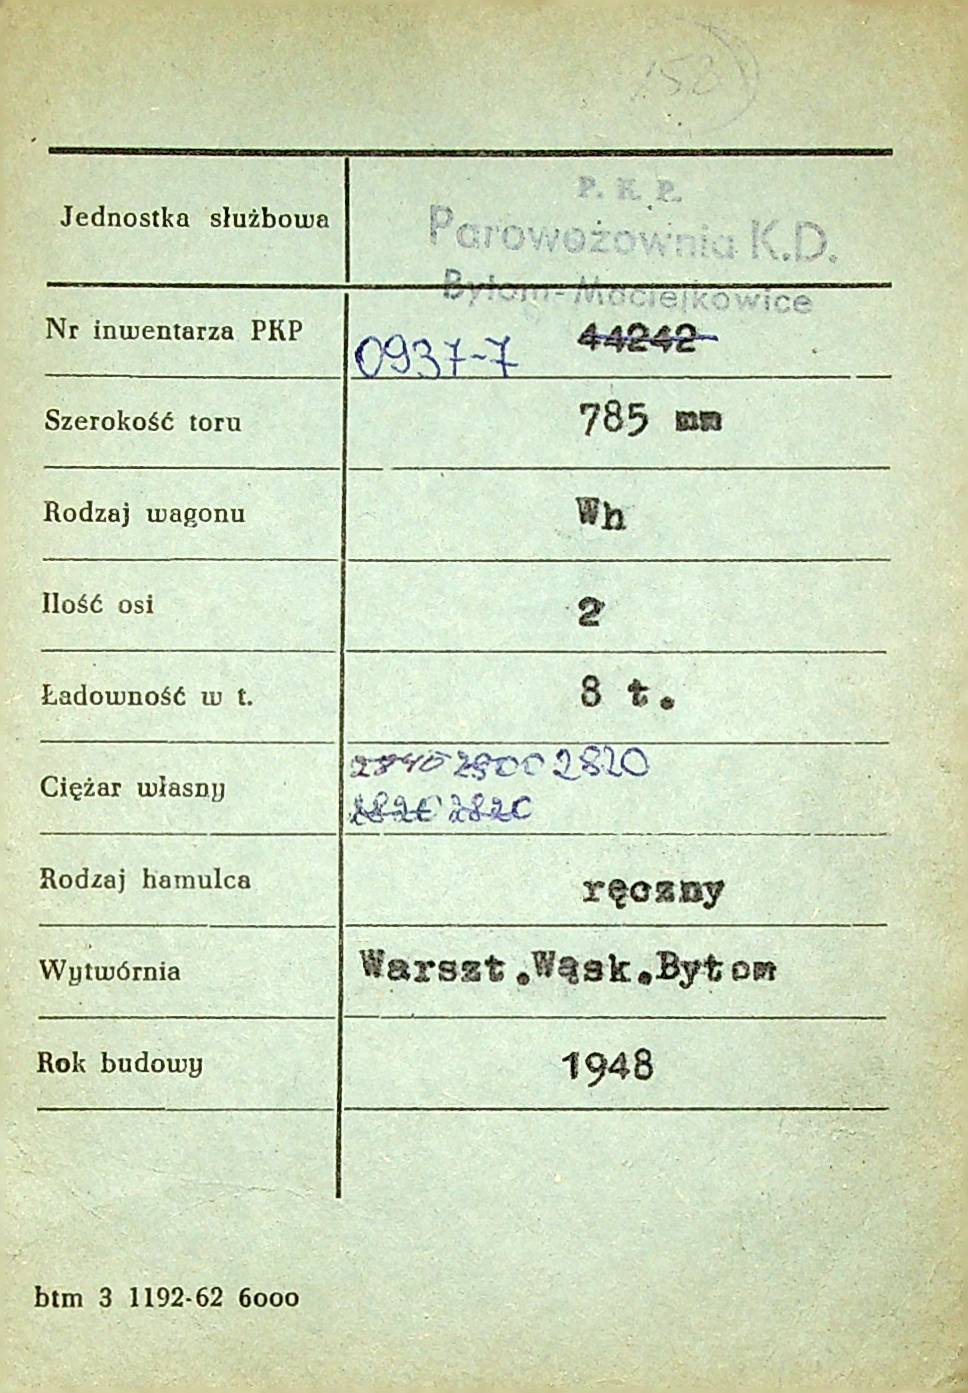 158
Jednostka służbowa
P. K. P.
Parowozownia K.D.
Bytom-Maciejkowice
Nr inwentarza PKP 0937-7 44242
Szerokość toru 785 mm
Rodzaj wagonu Wh
Ilość osi 2
Ładowność w t. 8 t.
Ciężar własny 2800 2820
2820 2820
Rodzaj hamulca ręczny
Wytwórnia Warszt.Wąsk.Bytom
Rok budowy 1948
btm 3 1192-62 6000